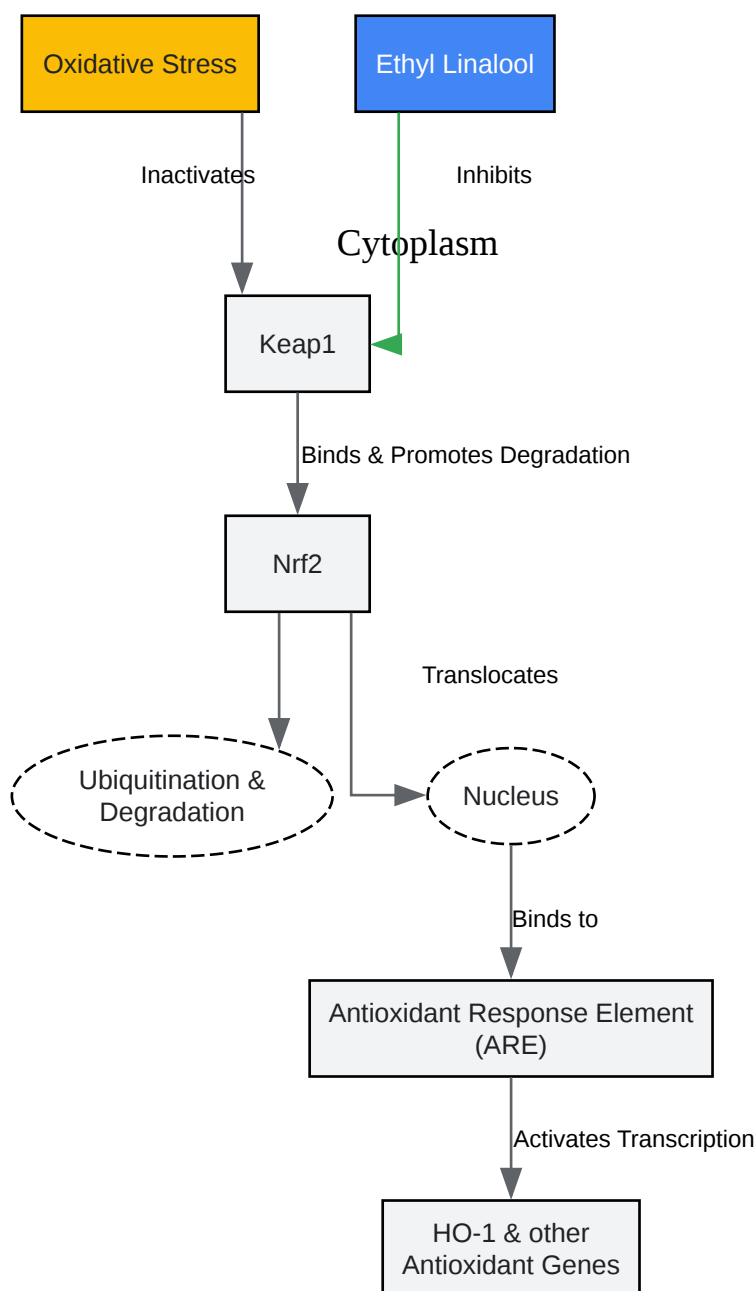 Oxidative Stress
Ethyl Linalool
Inactivates
Inhibits
Cytoplasm
Keap1
Binds & Promotes Degradation
Nrf2
Translocates
Ubiquitination &
Degradation
Nucleus
Binds to
Antioxidant Response Element
(ARE)
Activates Transcription
HO-1 & other
Antioxidant Genes